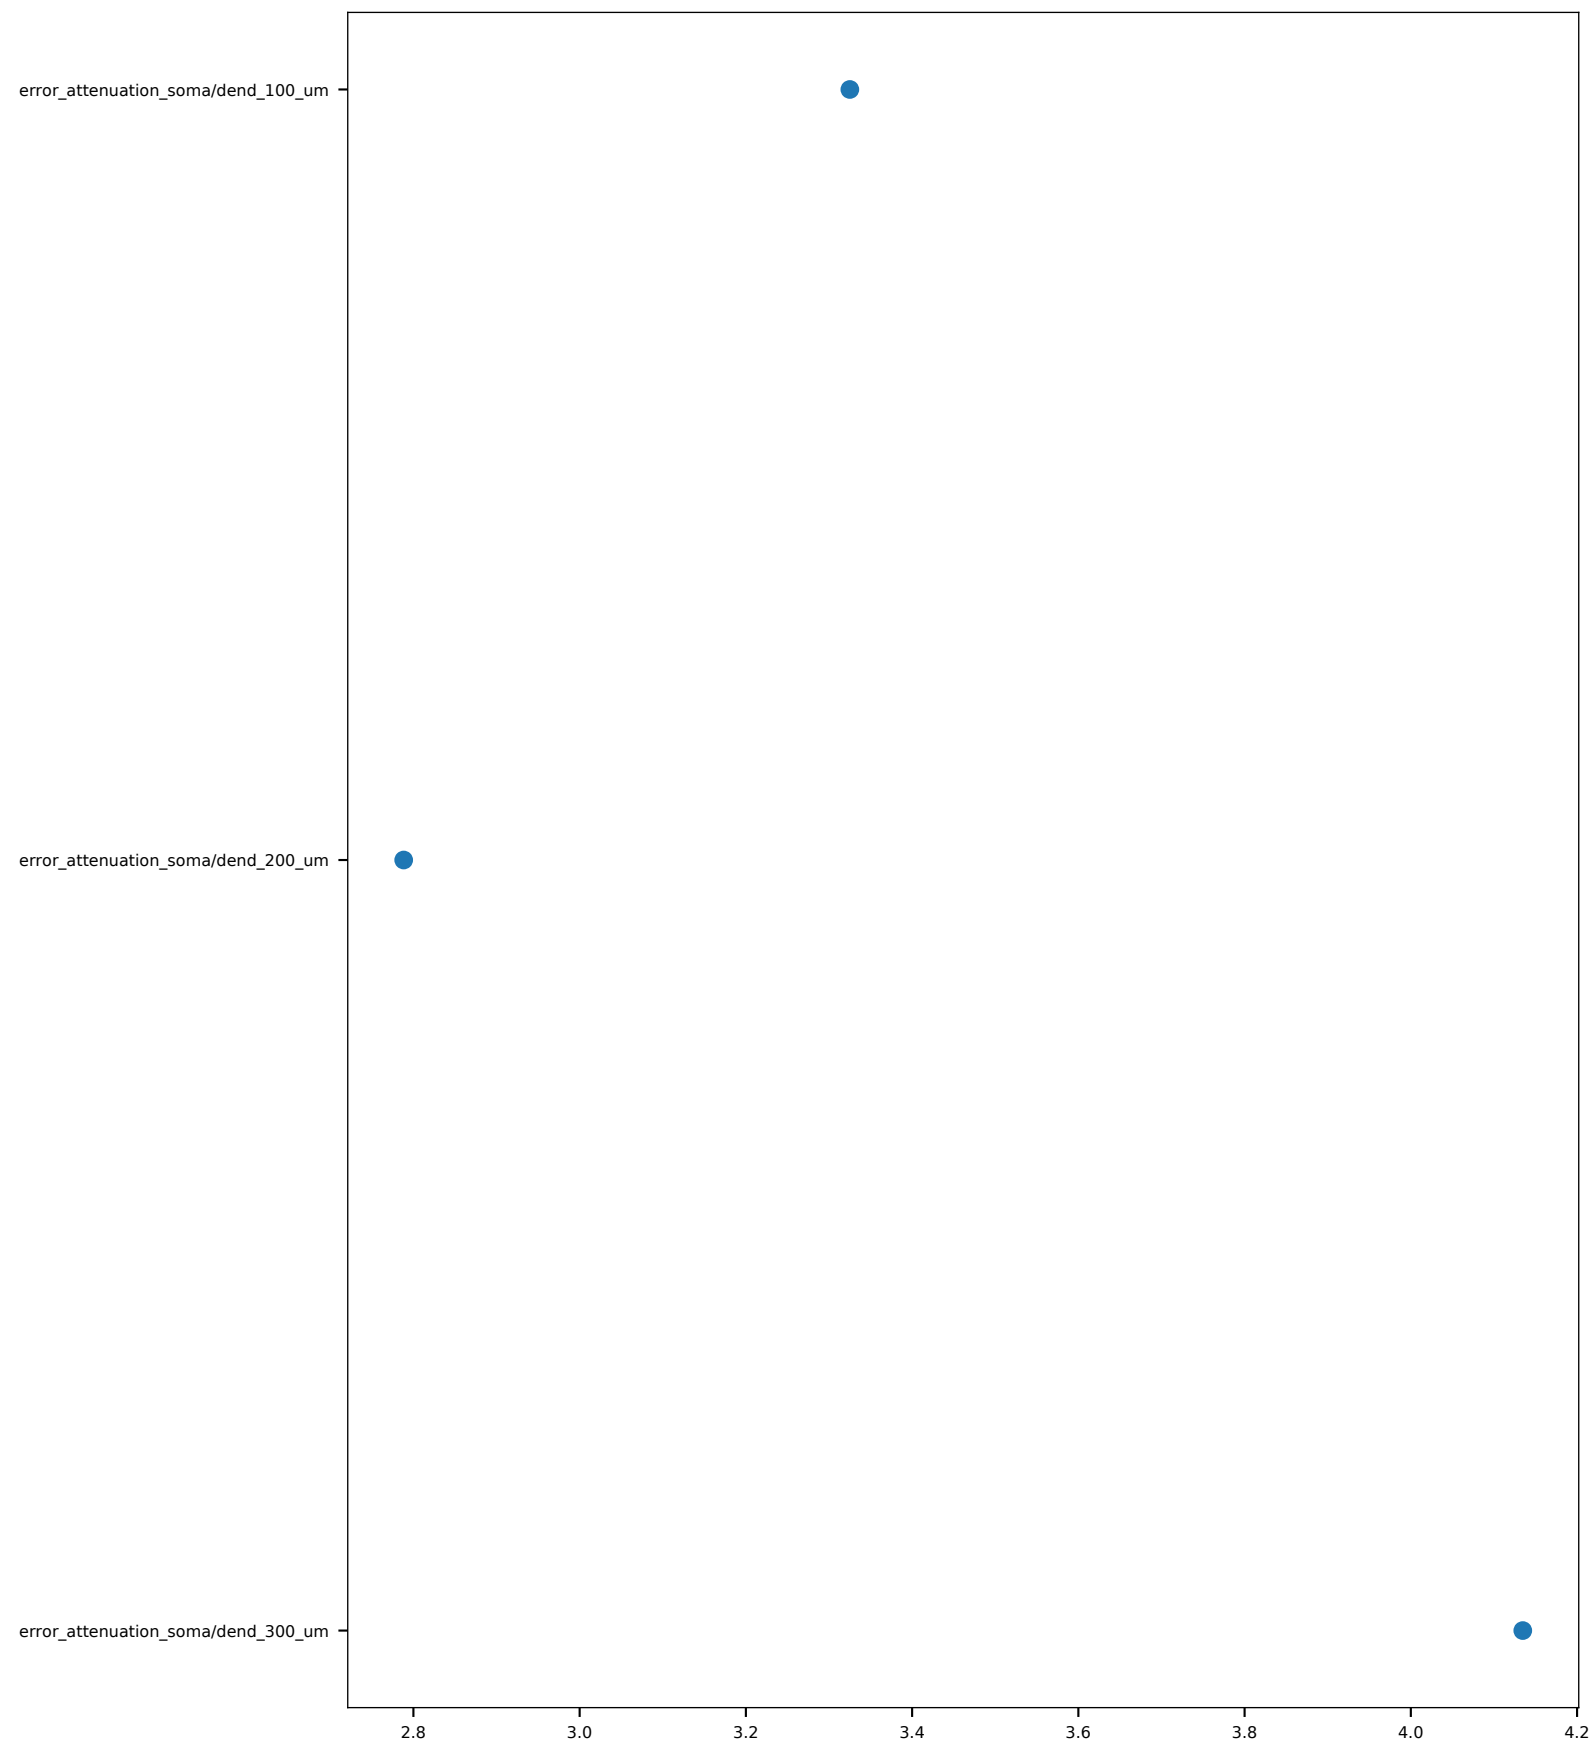 error_attenuation_soma/dend_100_um
error_attenuation_soma/dend_200_um
error_attenuation_soma/dend_300_um
2.8 3.0 3.2 3.4 3.6 3.8 4.0 4.2